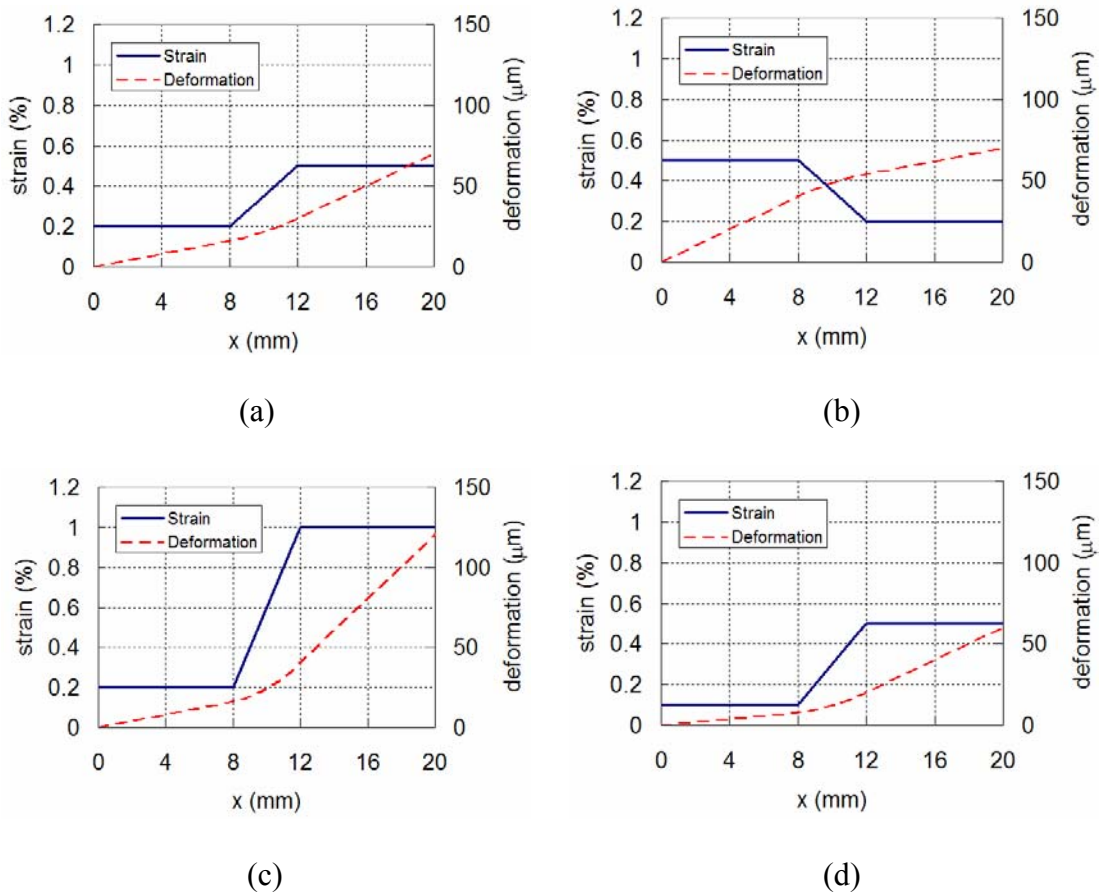 1.2
1
0.8
0.6
0.4
0.2
0
strain (%)
150
100
50
0
deformation (μm)
Strain
Deformation
0 4 8 12 16 20
x (mm)
(a)
1.2
1
0.8
0.6
0.4
0.2
0
strain (%)
150
100
50
0
deformation (μm)
Strain
Deformation
0 4 8 12 16 20
x (mm)
(b)
1.2
1
0.8
0.6
0.4
0.2
0
strain (%)
150
100
50
0
deformation (μm)
Strain
Deformation
0 4 8 12 16 20
x (mm)
(c)
1.2
1
0.8
0.6
0.4
0.2
0
strain (%)
150
100
50
0
deformation (μm)
Strain
Deformation
0 4 8 12 16 20
x (mm)
(d)